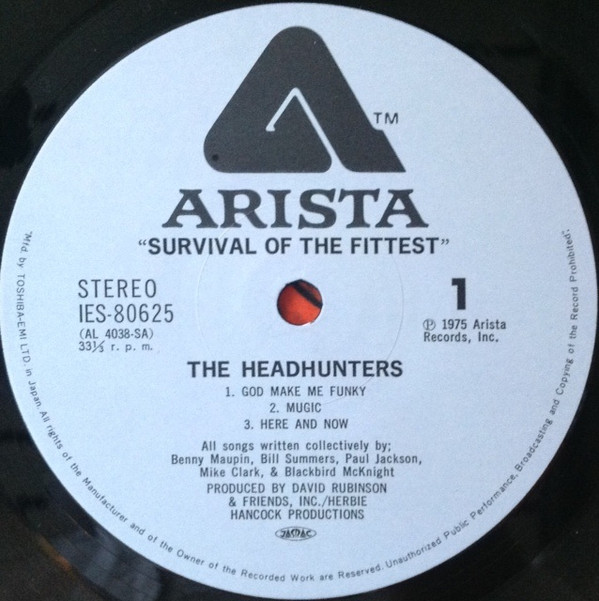 TM
ARISTA
“SURVIVAL OF THE FITTEST”
STEREO
IES-80625
(AL 4038-SA)
33⅓ r. p. m.
1
Ⓟ 1975 Arista
Records, Inc.
THE HEADHUNTERS
1. GOD MAKE ME FUNKY
2. MUGIC
3. HERE AND NOW
All songs written collectively by;
Benny Maupin, Bill Summers, Paul Jackson,
Mike Clark, & Blackbird McKnight
PRODUCED BY DAVID RUBINSON
& FRIENDS, INC./HERBIE
HANCOCK PRODUCTIONS
JASRAC
Mfd. by TOSHIBA-EMI LTD. in Japan. All rights of the Manufacturer and of the Owner of the Recorded Work are Reserved. Unauthorized Public Performance, Broadcasting and Copying of the Record Prohibited.